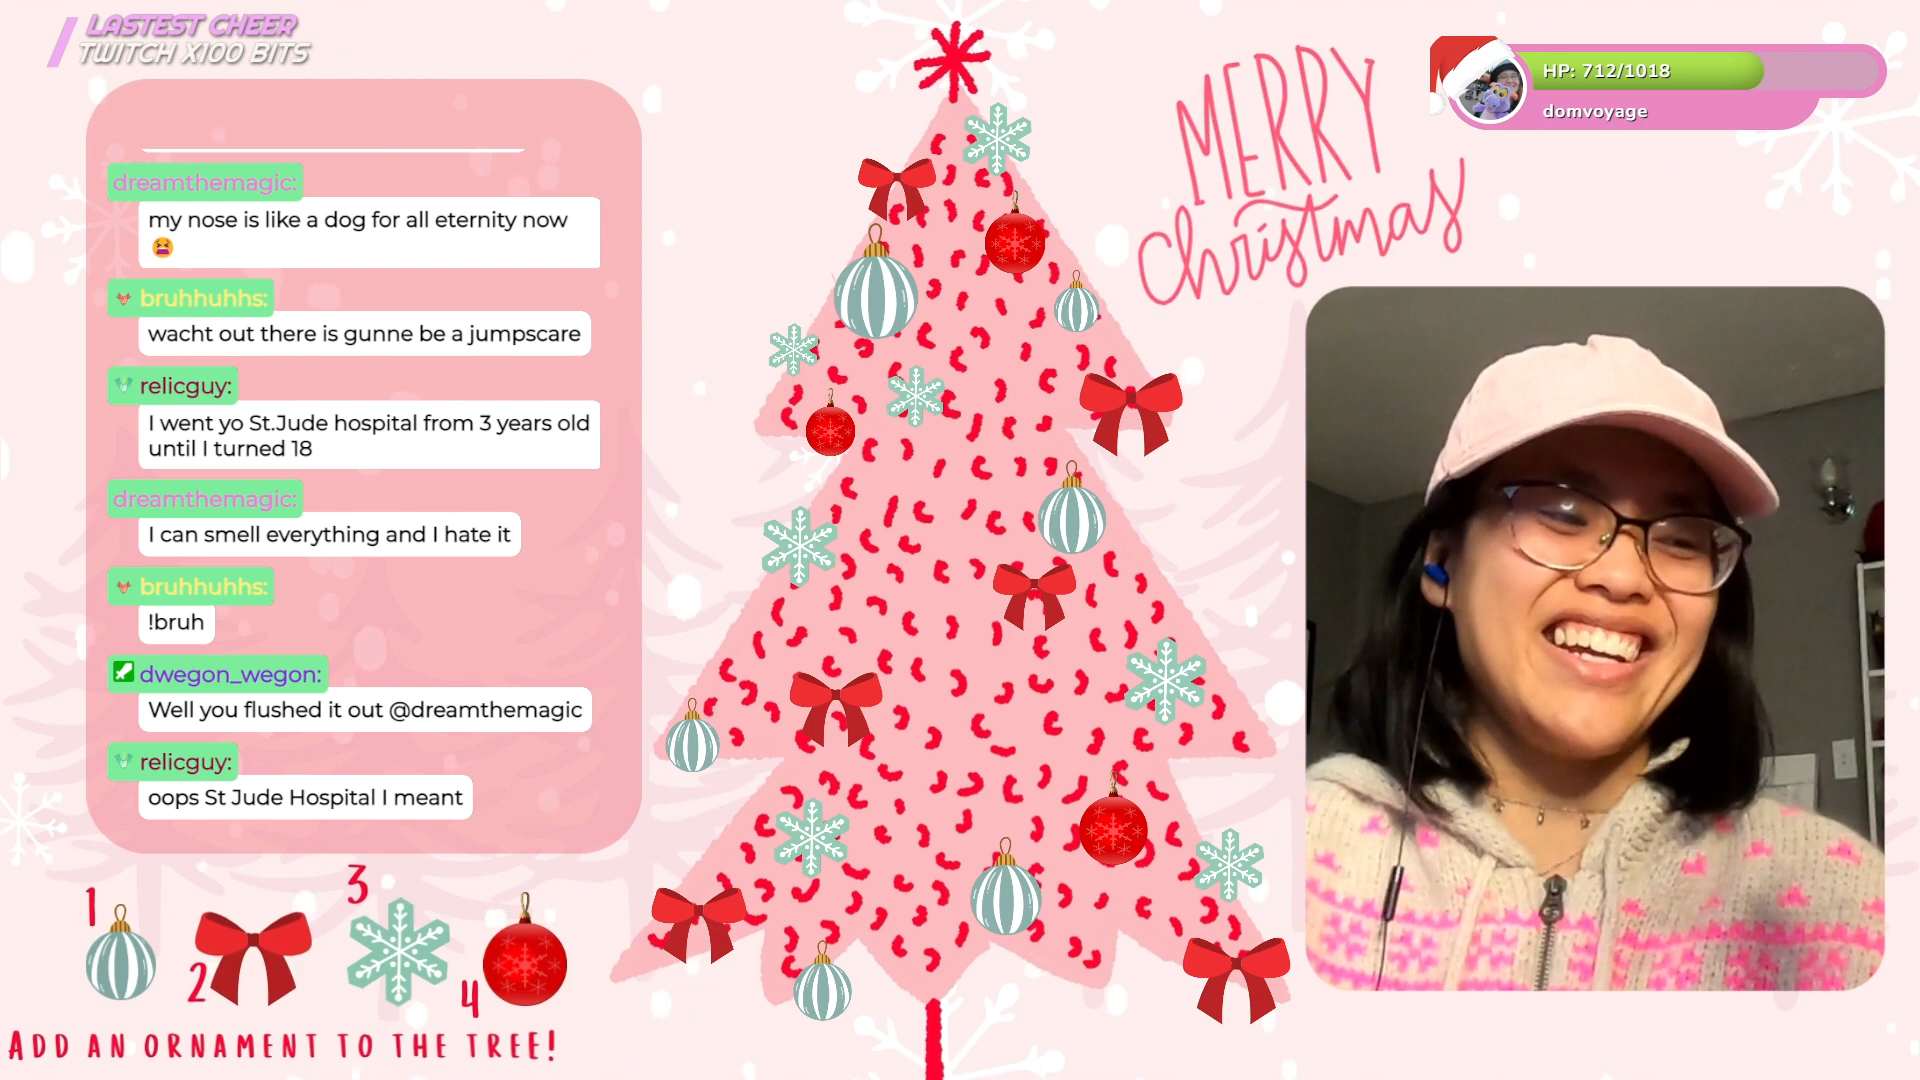 LASTEST CHEER
TWITCH X100 BITS
dreamthemagic:
my nose is like a dog for all eternity now
bruhhuhhs:
wacht out there is gunne be a jumpscare
relicguy:
I went yo St.Jude hospital from 3 years old
until I turned 18
dreamthemagic:
I can smell everything and I hate it
bruhhuhhs:
!bruh
dwegon_wegon:
Well you flushed it out @dreamthemagic
relicguy:
oops St Jude Hospital I meant
1
2
3
4
ADD AN ORNAMENT TO THE TREE!
MERRY
Christmas
HP: 712/1018
domvoyage